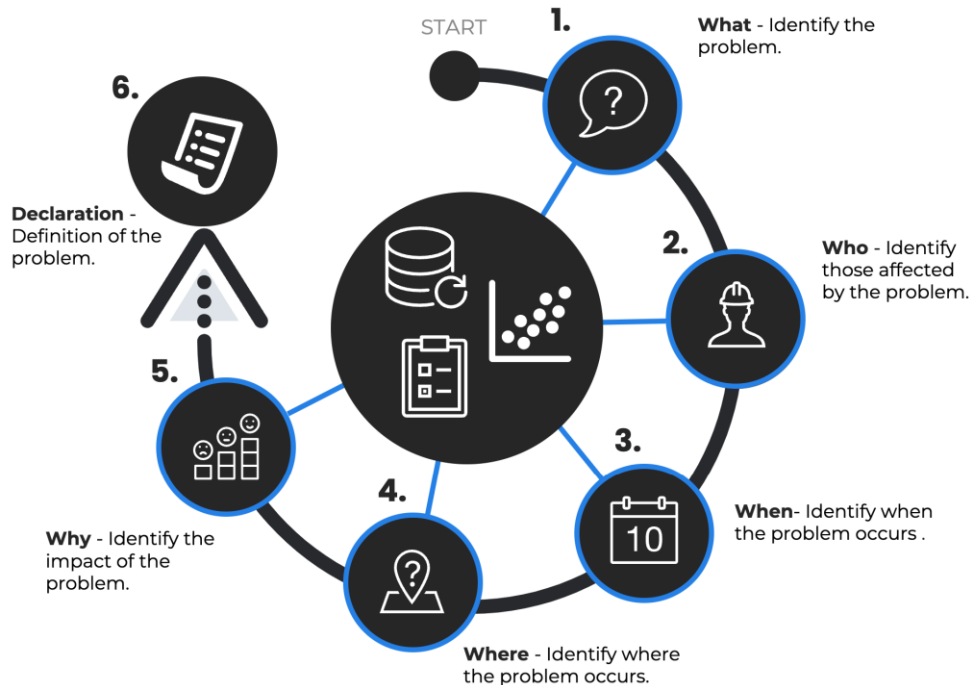 START
1.
What - Identify the
problem.
?
2.
Who - Identify
those affected
by the problem.
3.
10
When- Identify when
the problem occurs .
4.
?
Where - Identify where
the problem occurs.
5.
Why - Identify the
impact of the
problem.
6.
Declaration -
Definition of the
problem.